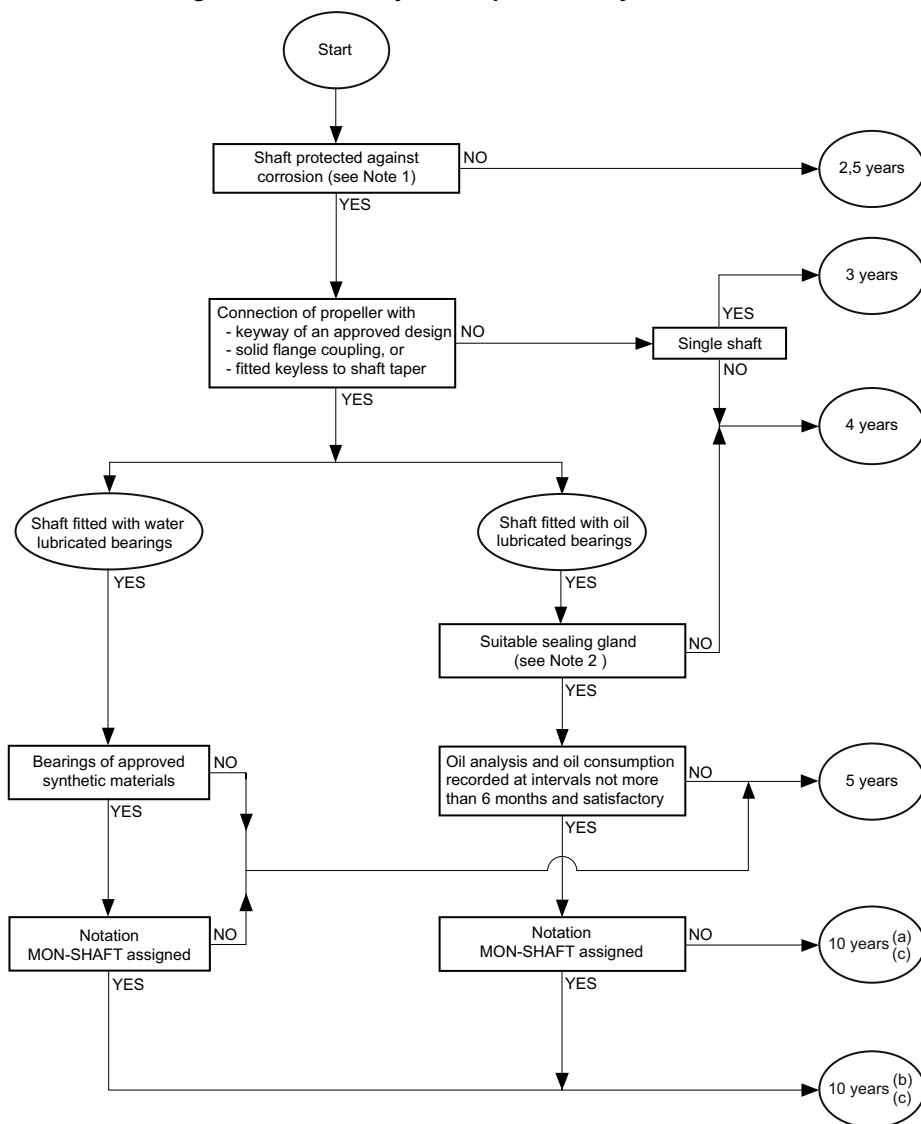 Start
Shaft protected against
corrosion (see Note 1)
NO
2,5 years
YES
3 years
YES
Connection of propeller with
- keyway of an approved design
- solid flange coupling, or
- fitted keyless to shaft taper
NO
Single shaft
NO
YES
4 years
Shaft fitted with water
lubricated bearings
Shaft fitted with oil
lubricated bearings
YES
YES
Suitable sealing gland
(see Note 2 )
NO
YES
Bearings of approved
synthetic materials
NO
Oil analysis and oil consumption
recorded at intervals not more
than 6 months and satisfactory
NO
5 years
YES
YES
Notation
MON-SHAFT assigned
NO
Notation
MON-SHAFT assigned
NO
10 years (a)
(c)
YES
YES
10 years (b)
(c)